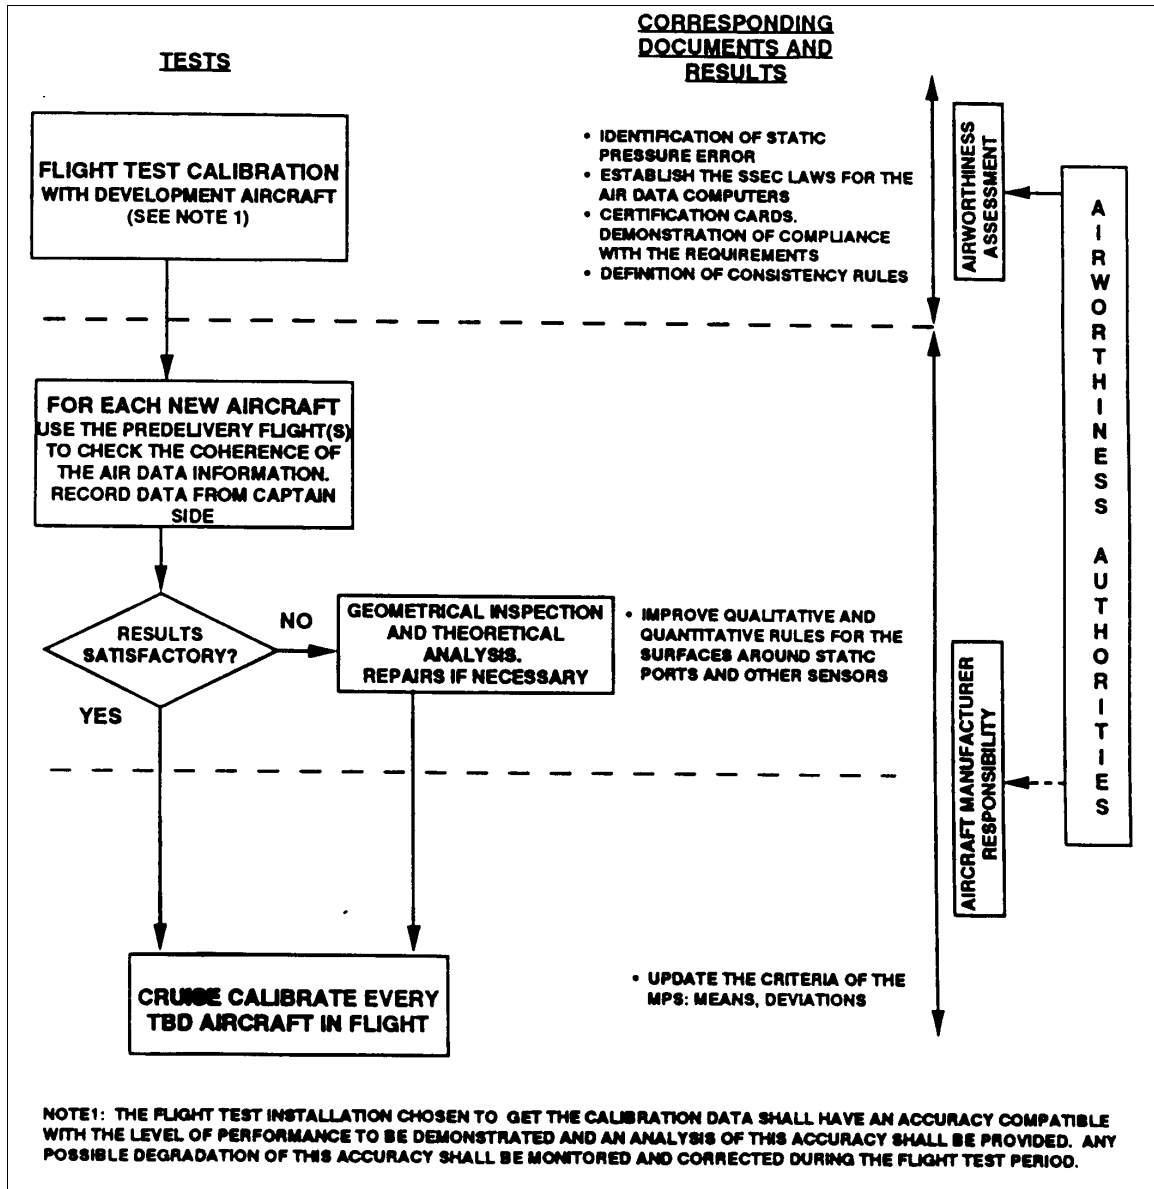 TESTS
CORRESPONDING
DOCUMENTS AND
RESULTS
FLIGHT TEST CALIBRATION
WITH DEVELOPMENT AIRCRAFT
(SEE NOTE 1)
• IDENTIFICATION OF STATIC
PRESSURE ERROR
• ESTABLISH THE SSEC LAWS FOR THE
AIR DATA COMPUTERS
• CERTIFICATION CARDS.
DEMONSTRATION OF COMPLIANCE
WITH THE REQUIREMENTS
• DEFINITION OF CONSISTENCY RULES
AIRWORTHINESS
ASSESSMENT
AIRWORTHINESS AUTHORITIES
FOR EACH NEW AIRCRAFT
USE THE PREDELIVERY FLIGHT(S)
TO CHECK THE COHERENCE OF
THE AIR DATA INFORMATION.
RECORD DATA FROM CAPTAIN
SIDE
RESULTS
SATISFACTORY?
NO
YES
GEOMETRICAL INSPECTION
AND THEORETICAL
ANALYSIS.
REPAIRS IF NECESSARY
• IMPROVE QUALITATIVE AND
QUANTITATIVE RULES FOR THE
SURFACES AROUND STATIC
PORTS AND OTHER SENSORS
AIRCRAFT MANUFACTURER
RESPONSIBILITY
CRUISE CALIBRATE EVERY
TBD AIRCRAFT IN FLIGHT
• UPDATE THE CRITERIA OF THE
MPS: MEANS, DEVIATIONS
NOTE1: THE FLIGHT TEST INSTALLATION CHOSEN TO GET THE CALIBRATION DATA SHALL HAVE AN ACCURACY COMPATIBLE
WITH THE LEVEL OF PERFORMANCE TO BE DEMONSTRATED AND AN ANALYSIS OF THIS ACCURACY SHALL BE PROVIDED. ANY
POSSIBLE DEGRADATION OF THIS ACCURACY SHALL BE MONITORED AND CORRECTED DURING THE FLIGHT TEST PERIOD.